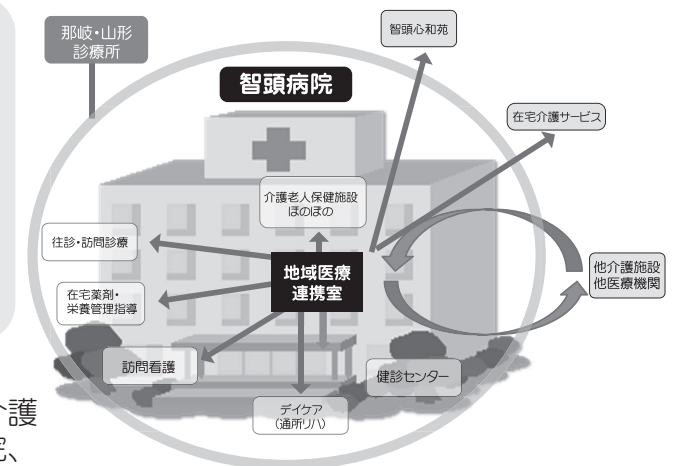 那岐・山形
診療所
智頭心和苑
智頭病院
在宅介護サービス
介護老人保健施設
ほのぼの
往診・訪問診療
地域医療
連携室
他介護施設
他医療機関
在宅薬剤・
栄養管理指導
訪問看護
健診センター
デイケア
(通所リハ)
護
、